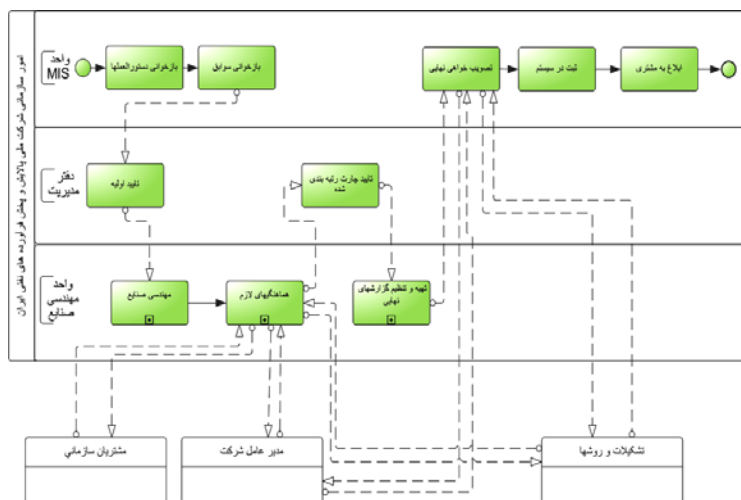 امور سازمانی شرکت ملی پالایش و پخش فرآورده های نفتی ایران
واحد
MIS
بازخوانی دستورالعملها
بازخوانی سوابق
تصویب خواهی نهایی
ثبت در سیستم
ابلاغ به مشتری
دفتر
مدیریت
تایید اولیه
تایید چارت رتبه بندی
شده
واحد
مهندسی
صنایع
مهندسی صنایع
هماهنگیهای لازم
تهیه و تنظیم گزارشهای
نهایی
مشتریان سازمانی
مدیر عامل شرکت
تشکیلات و روشها